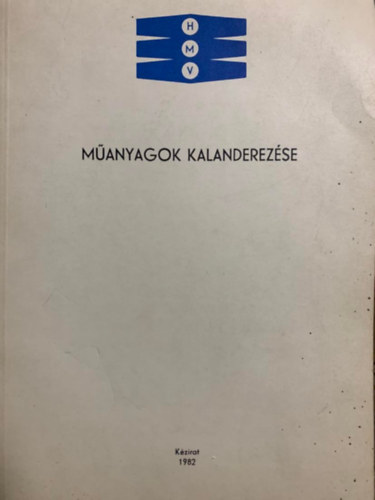 H
M
V
MŰANYAGOK KALANDEREZÉSE
Kézirat
1982